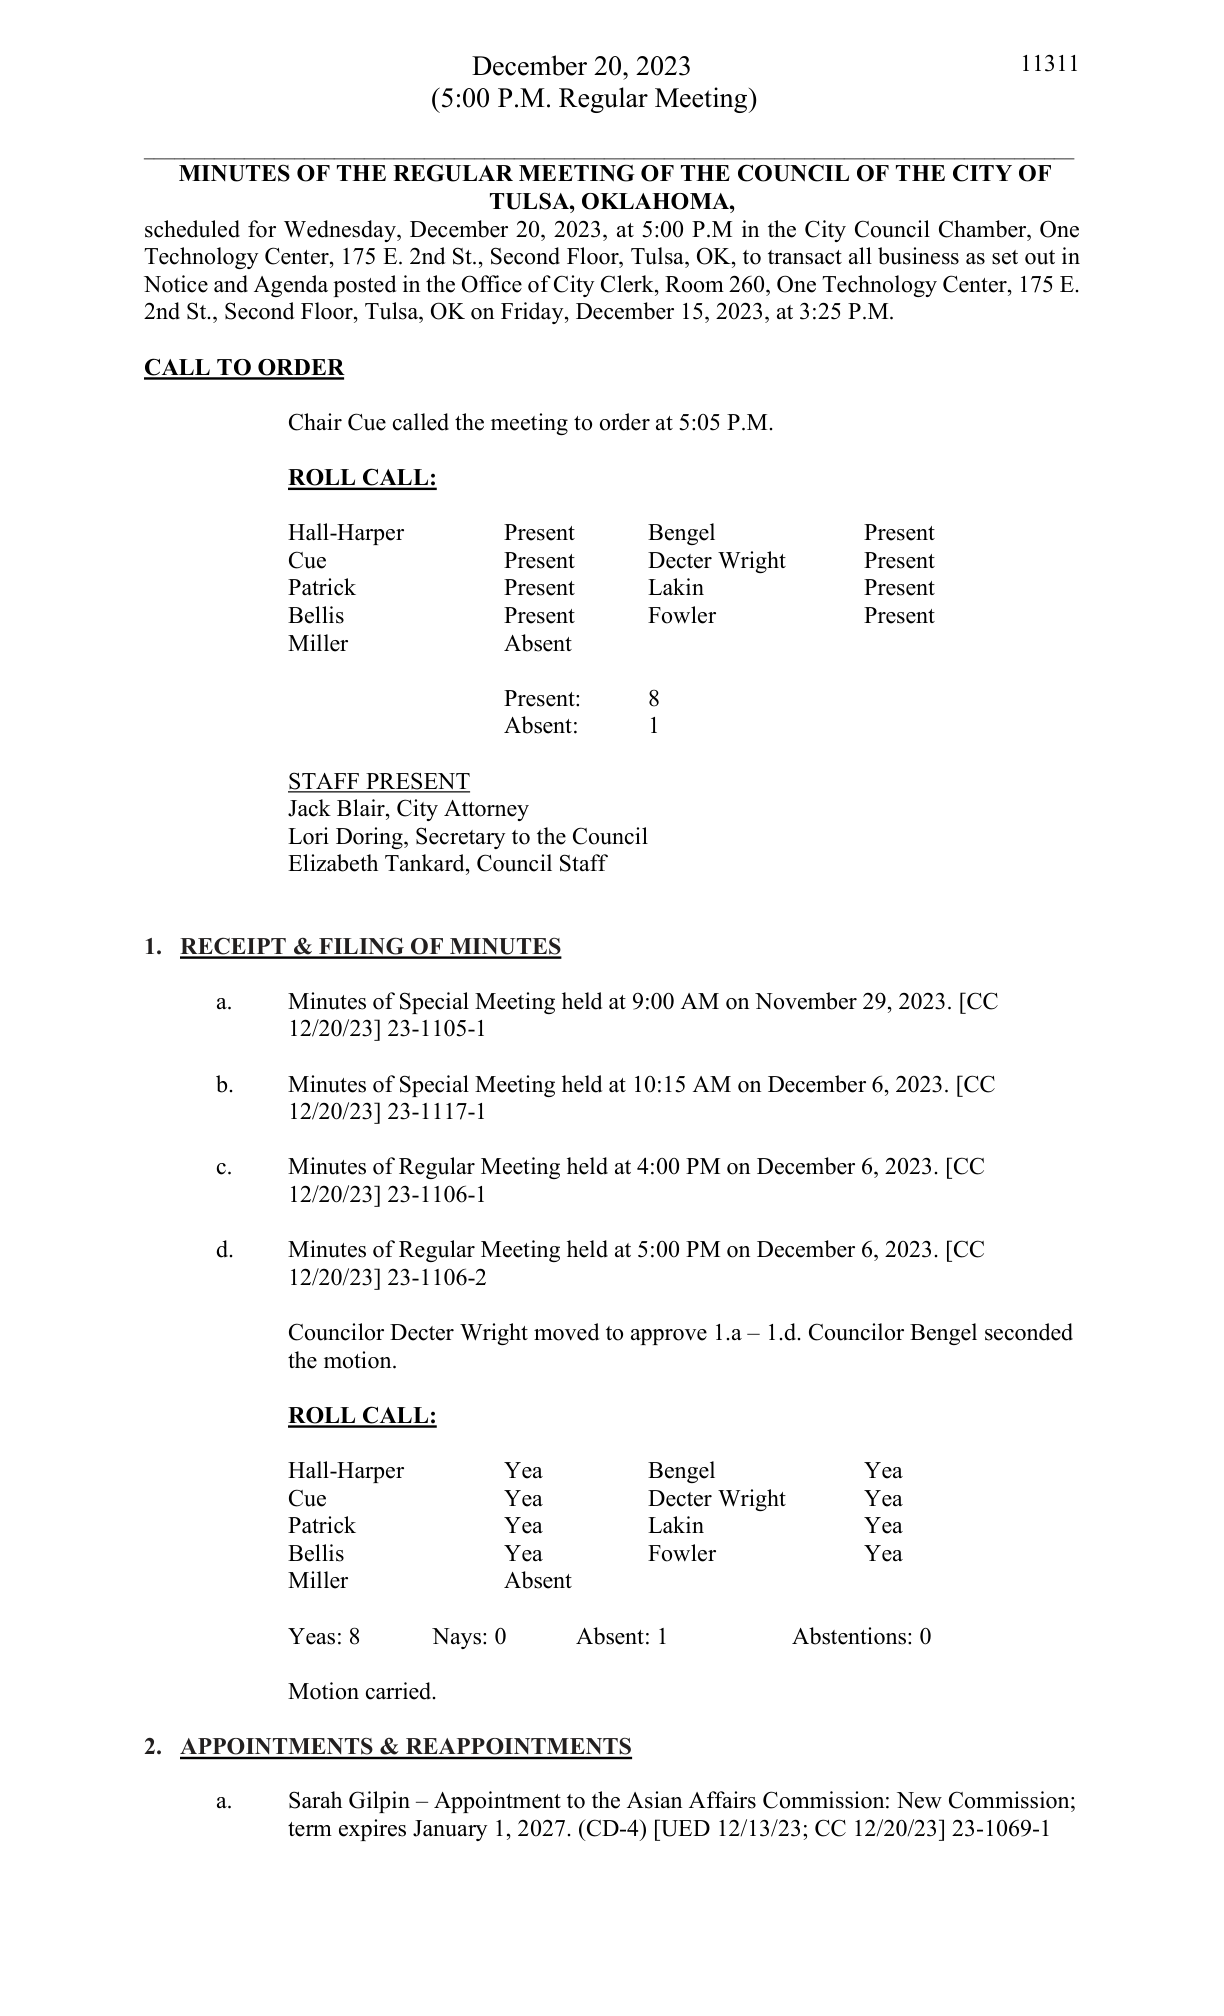 December 20, 2023 11311
(5:00 P.M. Regular Meeting)
MINUTES OF THE REGULAR MEETING OF THE COUNCIL OF THE CITY OF
TULSA, OKLAHOMA,
scheduled for Wednesday, December 20, 2023, at 5:00 P.M in the City Council Chamber, One
Technology Center, 175 E. 2nd St., Second Floor, Tulsa, OK, to transact all business as set out in
Notice and Agenda posted in the Office of City Clerk, Room 260, One Technology Center, 175 E.
2nd St., Second Floor, Tulsa, OK on Friday, December 15, 2023, at 3:25 P.M.
CALL TO ORDER
Chair Cue called the meeting to order at 5:05 P.M.
ROLL CALL:
Hall-Harper Present Bengel Present
Cue Present Decter Wright Present
Patrick Present Lakin Present
Bellis Present Fowler Present
Miller Absent
Present: 8
Absent: 1
STAFF PRESENT
Jack Blair, City Attorney
Lori Doring, Secretary to the Council
Elizabeth Tankard, Council Staff
1. RECEIPT & FILING OF MINUTES
a. Minutes of Special Meeting held at 9:00 AM on November 29, 2023. [CC
12/20/23] 23-1105-1
b. Minutes of Special Meeting held at 10:15 AM on December 6, 2023. [CC
12/20/23] 23-1117-1
c. Minutes of Regular Meeting held at 4:00 PM on December 6, 2023. [CC
12/20/23] 23-1106-1
d. Minutes of Regular Meeting held at 5:00 PM on December 6, 2023. [CC
12/20/23] 23-1106-2
Councilor Decter Wright moved to approve 1.a – 1.d. Councilor Bengel seconded
the motion.
ROLL CALL:
Hall-Harper Yea Bengel Yea
Cue Yea Decter Wright Yea
Patrick Yea Lakin Yea
Bellis Yea Fowler Yea
Miller Absent
Yeas: 8 Nays: 0 Absent: 1 Abstentions: 0
Motion carried.
2. APPOINTMENTS & REAPPOINTMENTS
a. Sarah Gilpin – Appointment to the Asian Affairs Commission: New Commission;
term expires January 1, 2027. (CD-4) [UED 12/13/23; CC 12/20/23] 23-1069-1